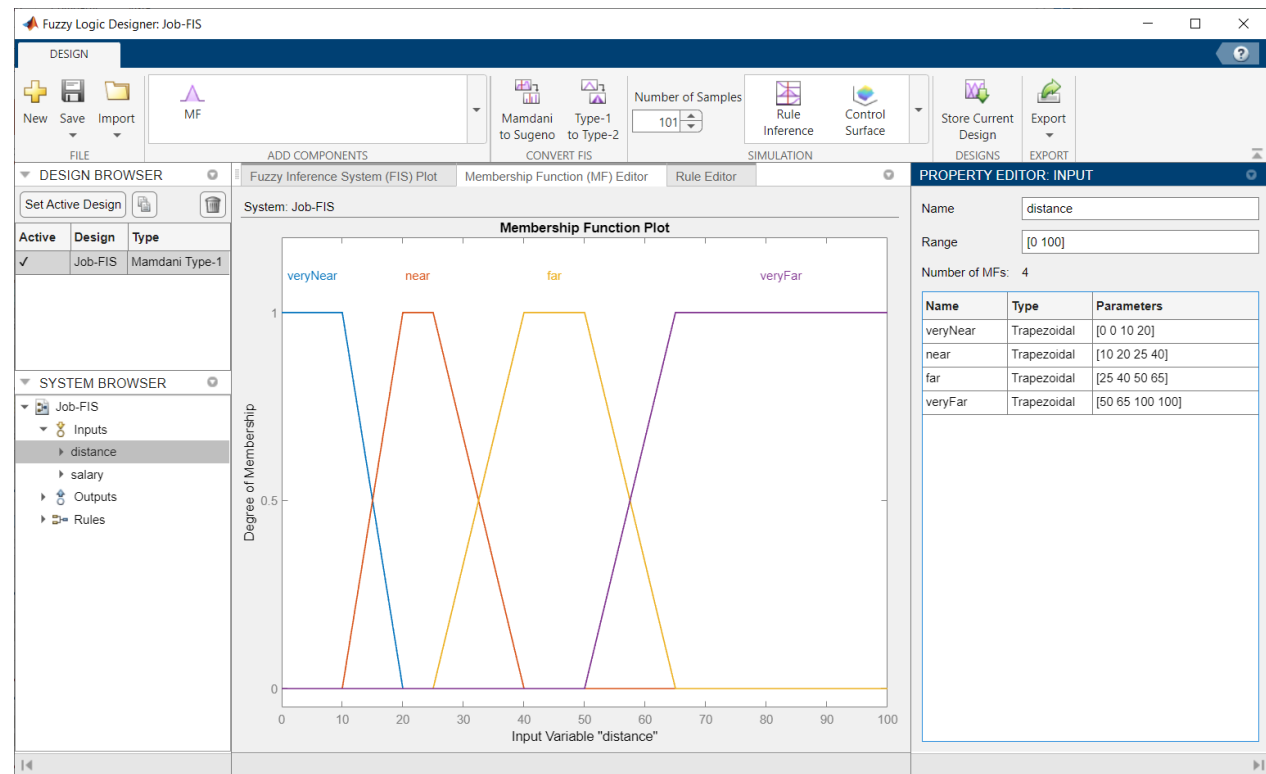 Fuzzy Logic Designer: Job-FIS
DESIGN
?
New Save Import
MF
Mamdani to Sugeno
Type-1 to Type-2
Number of Samples
101
Rule Inference
Control Surface
Store Current Design
Export
FILE
ADD COMPONENTS
CONVERT FIS
SIMULATION
DESIGNS
EXPORT
DESIGN BROWSER
Set Active Design
Active Design Type
✓ Job-FIS Mamdani Type-1
SYSTEM BROWSER
Job-FIS
Inputs
distance
salary
Outputs
Rules
Fuzzy Inference System (FIS) Plot
Membership Function (MF) Editor
Rule Editor
System: Job-FIS
Membership Function Plot
veryNear near far veryFar
1
0.5
0
Degree of Membership
0 10 20 30 40 50 60 70 80 90 100
Input Variable "distance"
PROPERTY EDITOR: INPUT
Name distance
Range [0 100]
Number of MFs: 4
Name Type Parameters
veryNear Trapezoidal [0 0 10 20]
near Trapezoidal [10 20 25 40]
far Trapezoidal [25 40 50 65]
veryFar Trapezoidal [50 65 100 100]